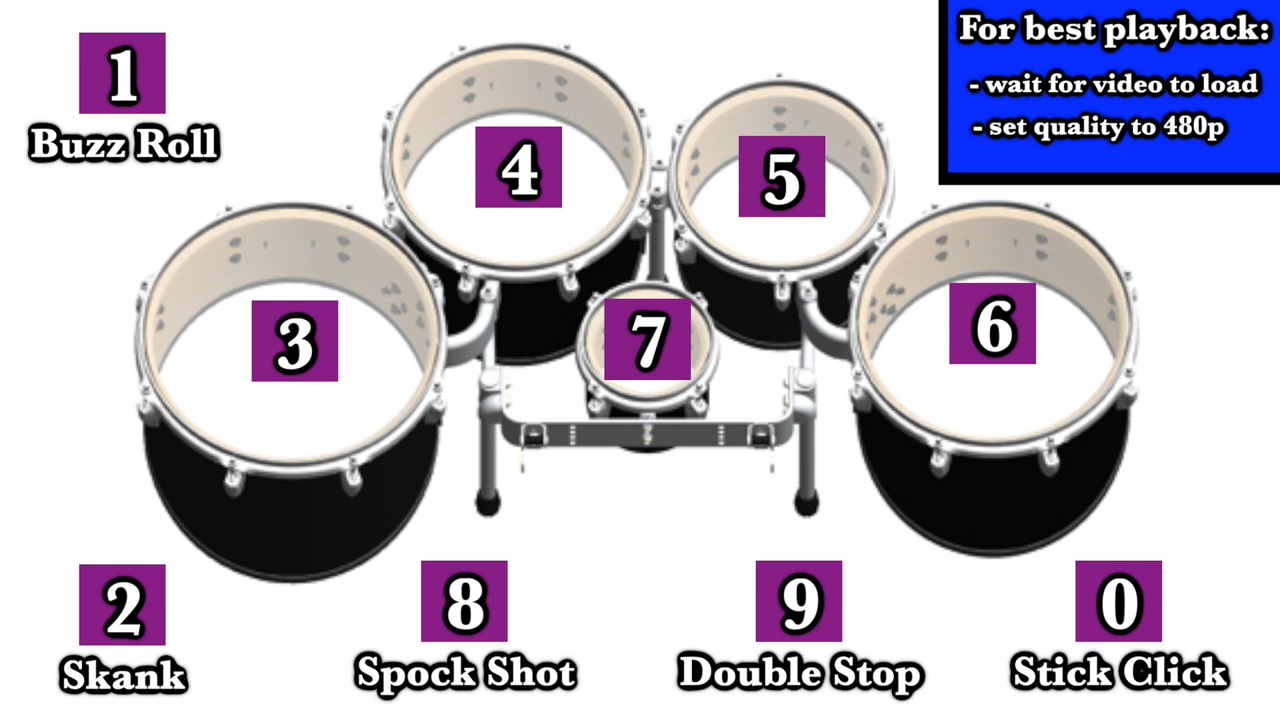 For best playback:
- wait for video to load
- set quality to 480p
1
Buzz Roll
4
5
3
7
6
2
Skank
8
Spock Shot
9
Double Stop
0
Stick Click